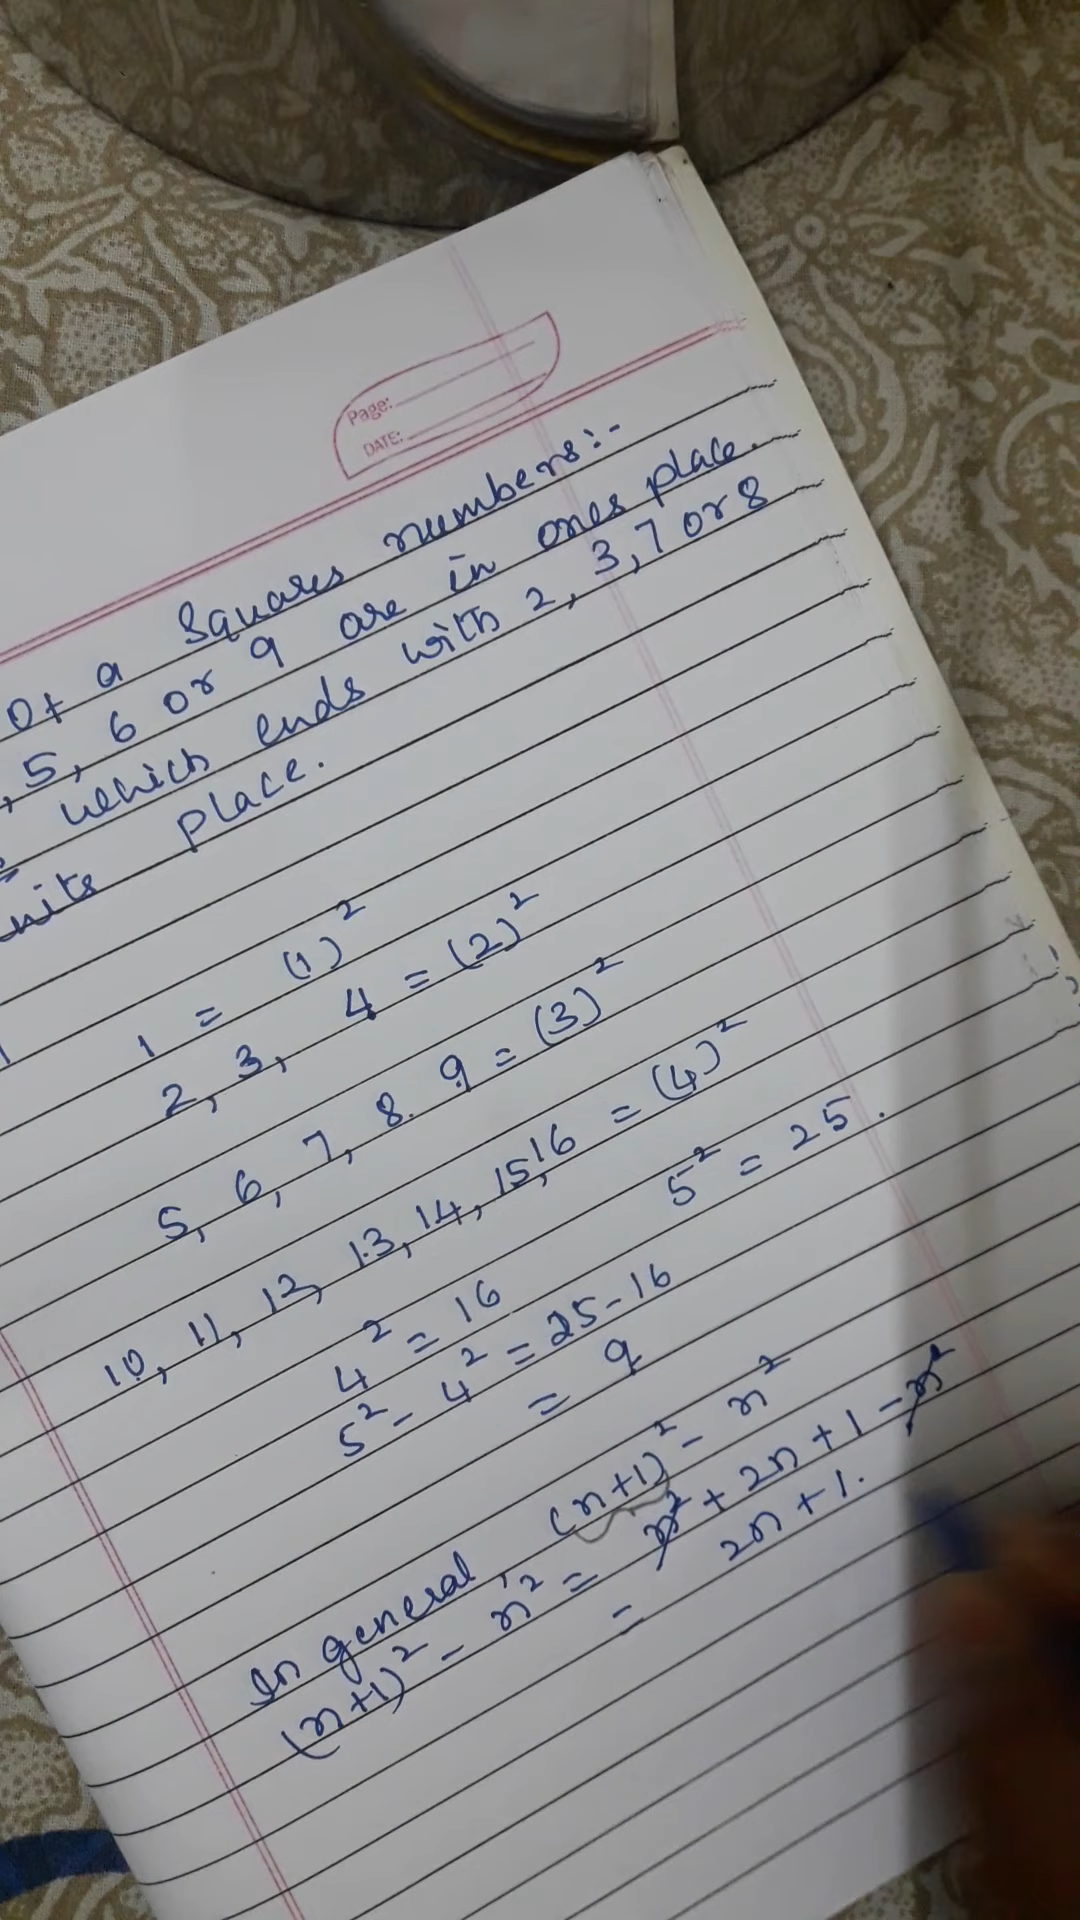 Page:
DATE:
a Squares numbers:-
, 5, 6 or 9 are in ones place.
which ends with 2, 3, 7 or 8
place.
1 = (1)²
2, 3, 4 = (2)²
5, 6, 7, 8. 9 = (3)²
10, 11, 12, 13, 14, 15, 16 = (4)²
4² = 16 5² = 25.
5² - 4² = 25 - 16
= 9
In general, (n+1)² - n²
(n+1)² - n² = n² + 2n + 1 - n²
= 2n + 1.